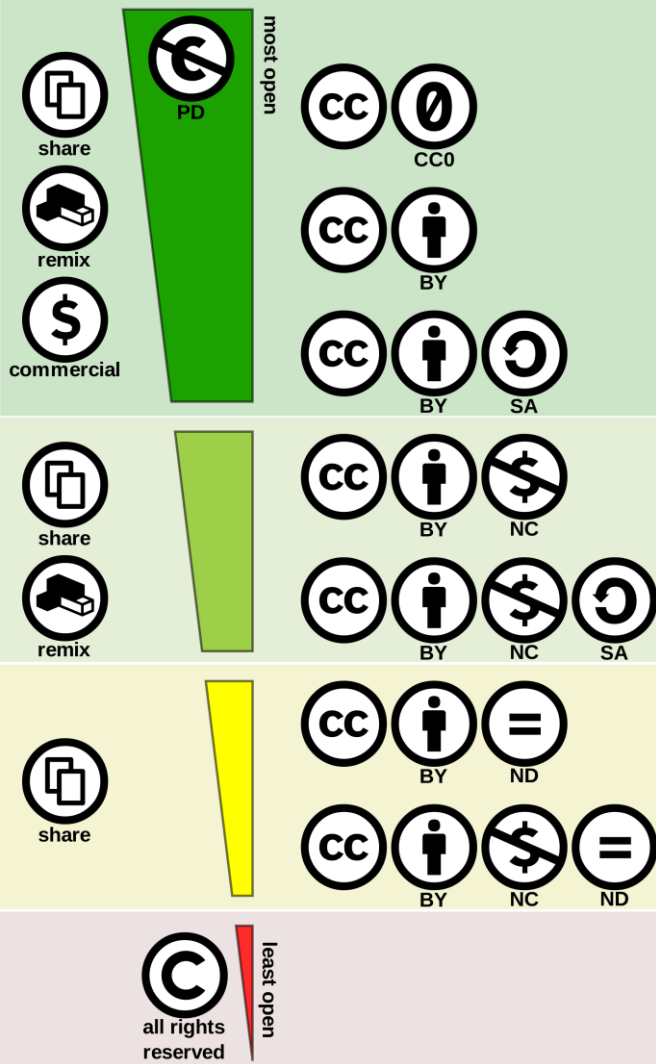 PD
most open
share
remix
commercial
cc 0
CC0
cc
BY
cc
BY SA
share
remix
cc $
BY NC
cc $
BY NC SA
share
cc =
BY ND
cc $ =
BY NC ND
C
all rights
reserved
least open